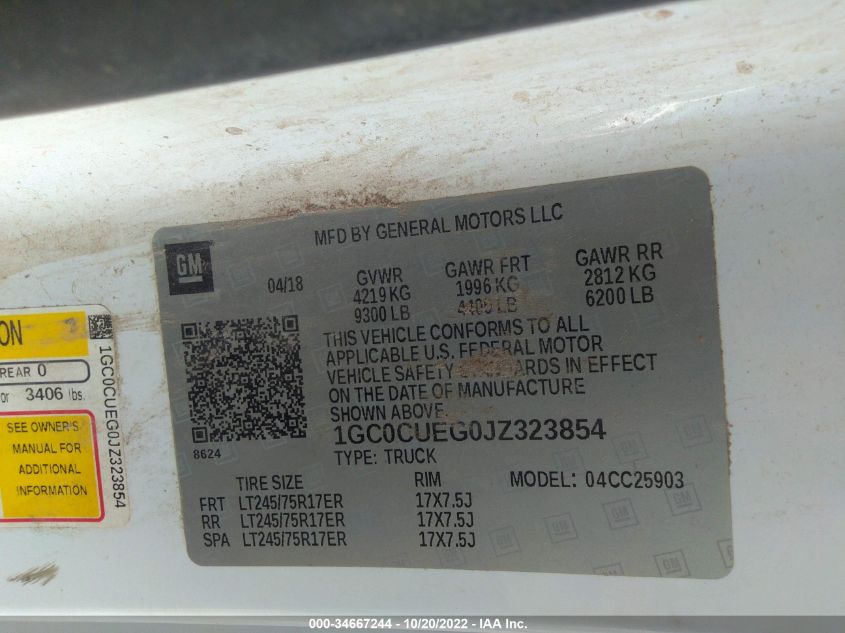 MFD BY GENERAL MOTORS LLC
GM
04/18
GVWR
4219 KG
9300 LB
GAWR FRT
1996 KG
4400 LB
GAWR RR
2812 KG
6200 LB
THIS VEHICLE CONFORMS TO ALL
APPLICABLE U.S. FEDERAL MOTOR
VEHICLE SAFETY STANDARDS IN EFFECT
ON THE DATE OF MANUFACTURE
SHOWN ABOVE.
8624
1GC0CUEG0JZ323854
TYPE: TRUCK
MODEL: 04CC25903
TIRE SIZE RIM
FRT LT245/75R17ER 17X7.5J
RR LT245/75R17ER 17X7.5J
SPA LT245/75R17ER 17X7.5J
REAR 0
or 3406 lbs.
SEE OWNER'S
MANUAL FOR
ADDITIONAL
INFORMATION
1GC0CUEG0JZ323854
000-34667244 - 10/20/2022 - IAA Inc.